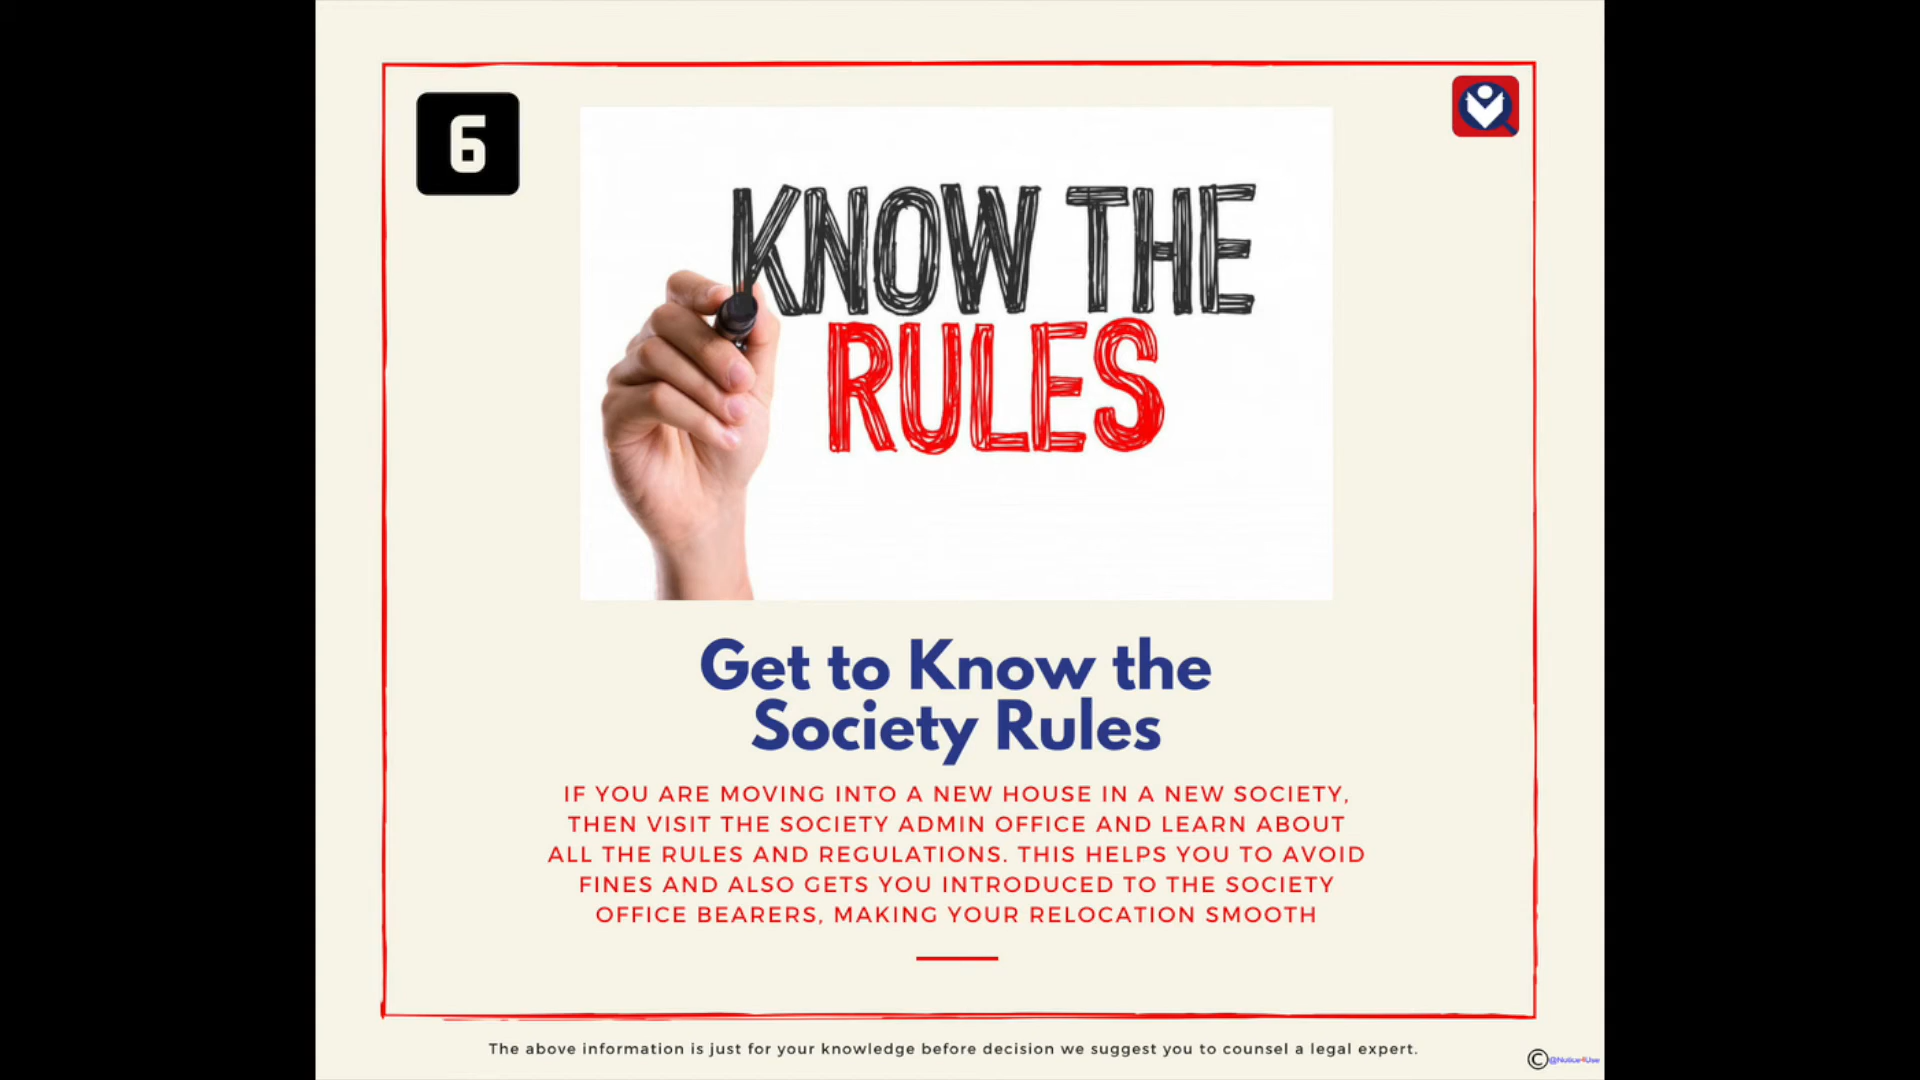 6
KNOW THE
RULES
Get to Know the
Society Rules
IF YOU ARE MOVING INTO A NEW HOUSE IN A NEW SOCIETY,
THEN VISIT THE SOCIETY ADMIN OFFICE AND LEARN ABOUT
ALL THE RULES AND REGULATIONS. THIS HELPS YOU TO AVOID
FINES AND ALSO GETS YOU INTRODUCED TO THE SOCIETY
OFFICE BEARERS, MAKING YOUR RELOCATION SMOOTH
The above information is just for your knowledge before decision we suggest you to counsel a legal expert.
©@Notice4Use